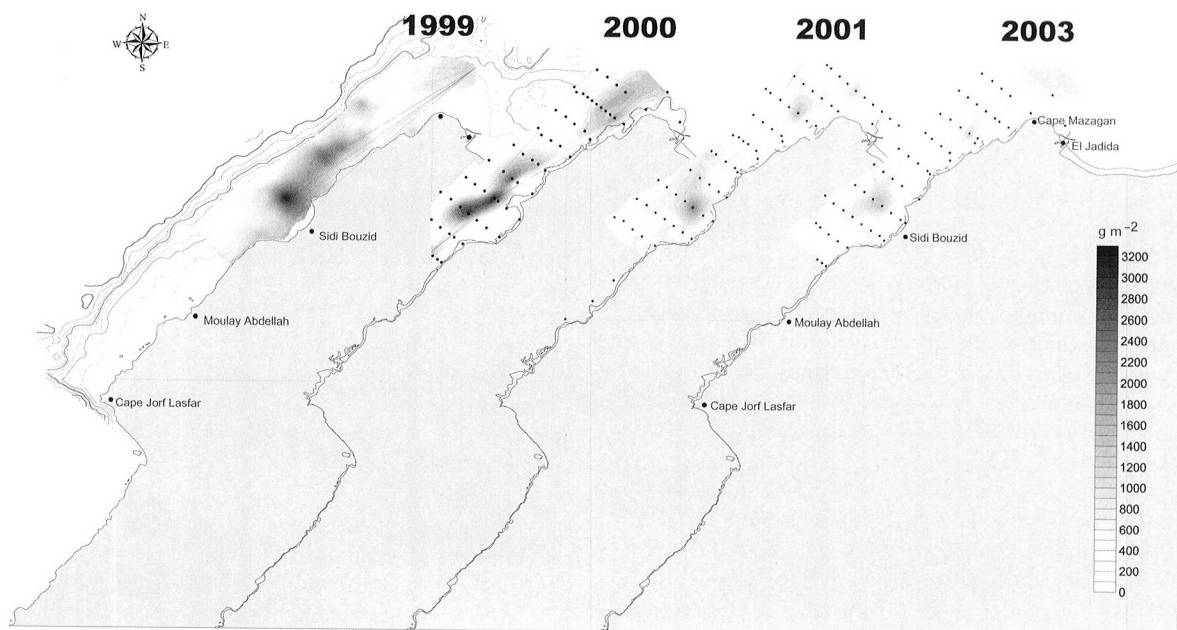 N
W E
S
1999 2000 2001 2003
Cape Mazagan
El Jadida
Sidi Bouzid
Sidi Bouzid
g m⁻²
3200
3000
2800
2600
2400
2200
2000
1800
1600
1400
1200
1000
800
600
400
200
0
Moulay Abdellah
Moulay Abdellah
Cape Jorf Lasfar
Cape Jorf Lasfar